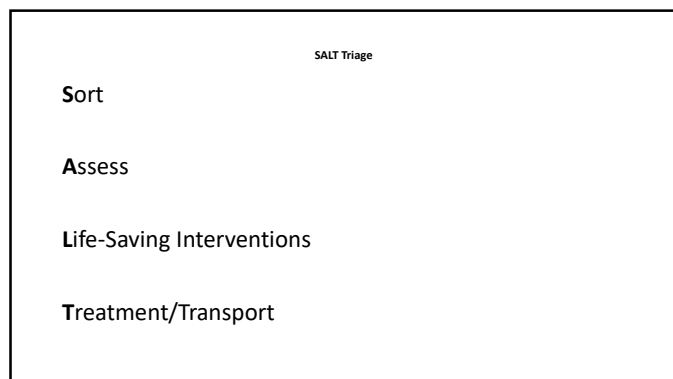 SALT Triage
Sort
Assess
Life-Saving Interventions
Treatment/Transport